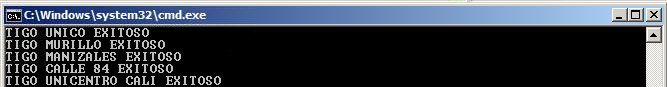 C:\Windows\system32\cmd.exe
TIGO UNICO EXITOSO
TIGO MURILLO EXITOSO
TIGO MANIZALES EXITOSO
TIGO CALLE 84 EXITOSO
TIGO UNICENTRO CALI EXITOSO